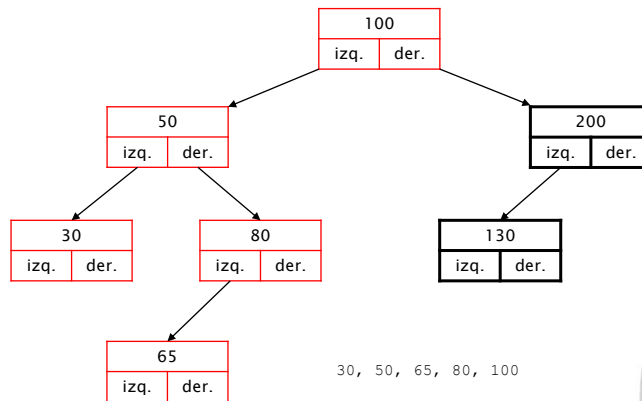 100
izq. der.
50
izq. der.
200
izq. der.
30
izq. der.
80
izq. der.
130
izq. der.
65
izq. der.
30, 50, 65, 80, 100